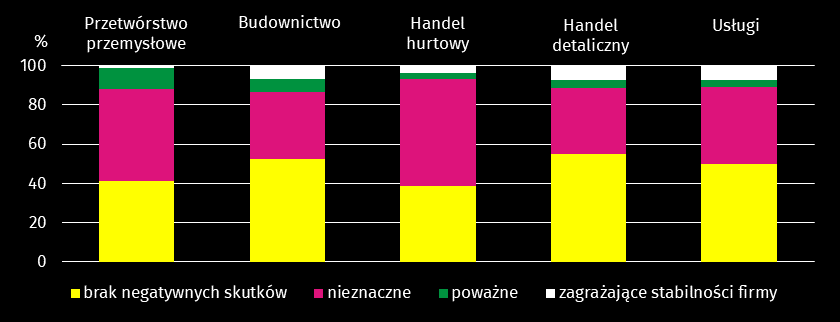 Przetwórstwo
przemysłowe
Budownictwo
Handel
hurtowy
Handel
detaliczny
Usługi
%
100
80
60
40
20
0
brak negatywnych skutków nieznaczne poważne zagrażające stabilności firmy